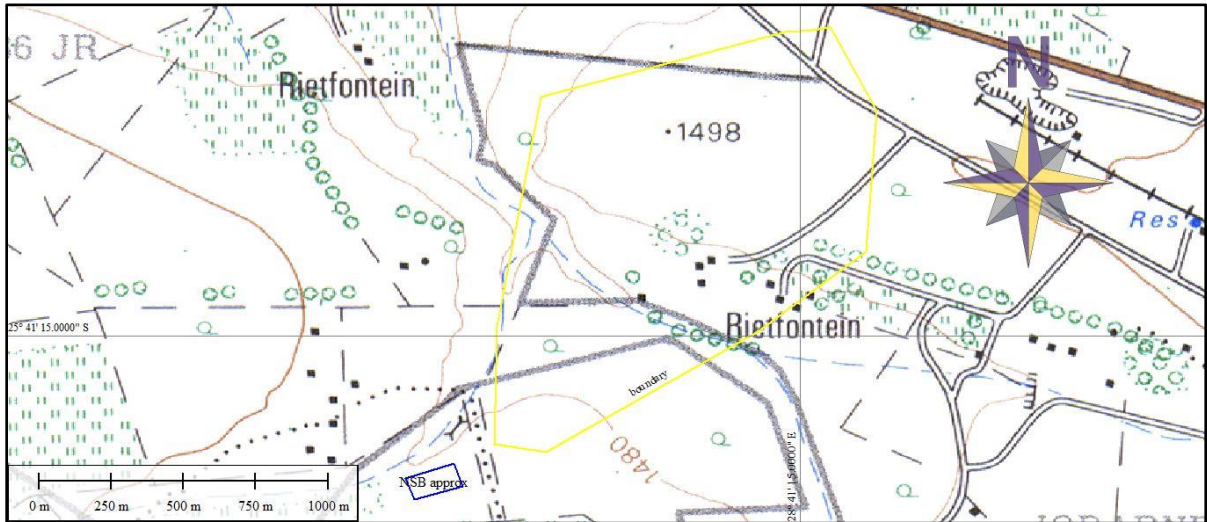 36 JR
N
Rietfontein
1498
Res
25° 41' 15.0000" S
Rietfontein
boundary
1480
28° 41' 15.0000" E
NSB approx
0 m 250 m 500 m 750 m 1000 m